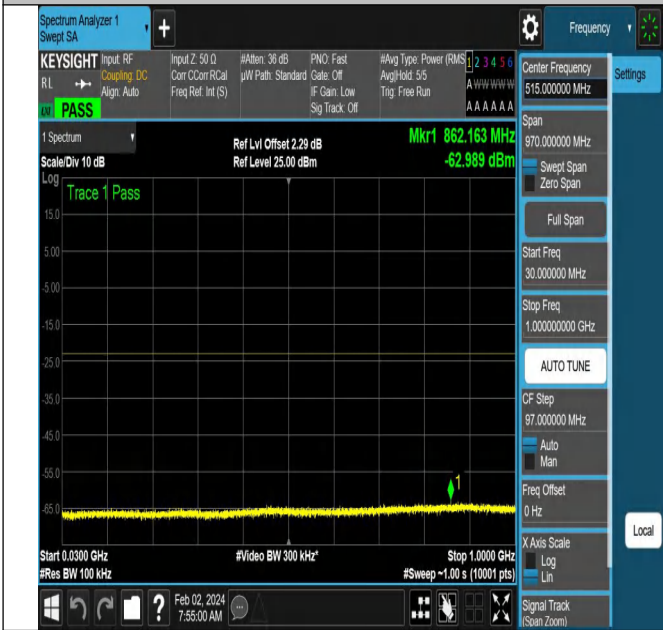 Spectrum Analyzer 1
Swept SA
+
Frequency
KEYSIGHT
RL
PASS
Input: RF
Coupling: DC
Align: Auto
Input Z: 50 Ω
Corr CCorr RCal
Freq Ref: Int (S)
#Atten: 36 dB
µW Path: Standard
PNO: Fast
Gate: Off
IF Gain: Low
Sig Track: Off
#Avg Type: Power (RMS
Avg|Hold: 5/5
Trig: Free Run
1 2 3 4 5 6
A W W W W W
A A A A A A
1 Spectrum
Scale/Div 10 dB
Ref Lvl Offset 2.29 dB
Ref Level 25.00 dBm
Mkr1 862.163 MHz
-62.989 dBm
Log
Trace 1 Pass
15.0
5.00
-5.00
-15.0
-25.0
-35.0
-45.0
-55.0
-65.0
1
Start 0.0300 GHz
#Res BW 100 kHz
#Video BW 300 kHz*
Stop 1.0000 GHz
#Sweep ~1.00 s (10001 pts)
?
Feb 02, 2024
7:55:00 AM
Center Frequency
515.000000 MHz
Settings
Span
970.000000 MHz
Swept Span
Zero Span
Full Span
Start Freq
30.000000 MHz
Stop Freq
1.000000000 GHz
AUTO TUNE
CF Step
97.000000 MHz
Auto
Man
Freq Offset
0 Hz
X Axis Scale
Log
Lin
Local
Signal Track
(Span Zoom)